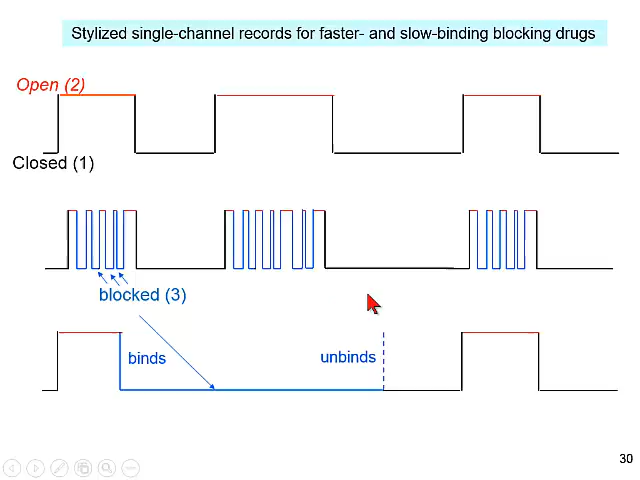 Stylized single-channel records for faster- and slow-binding blocking drugs
Open (2)
Closed (1)
blocked (3)
binds
unbinds
30